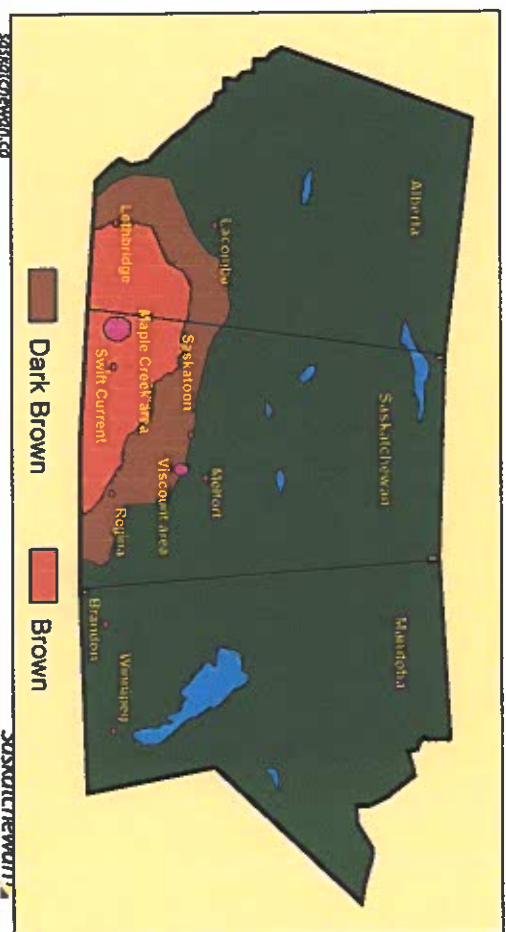 Alberta
Saskatchewan
Manitoba
Lacombe
Melfort
Saskatoon
Viscount area
Lethbridge
Maple Creek area
Swift Current
Regina
Brandon
Winnipeg
Dark Brown
Brown